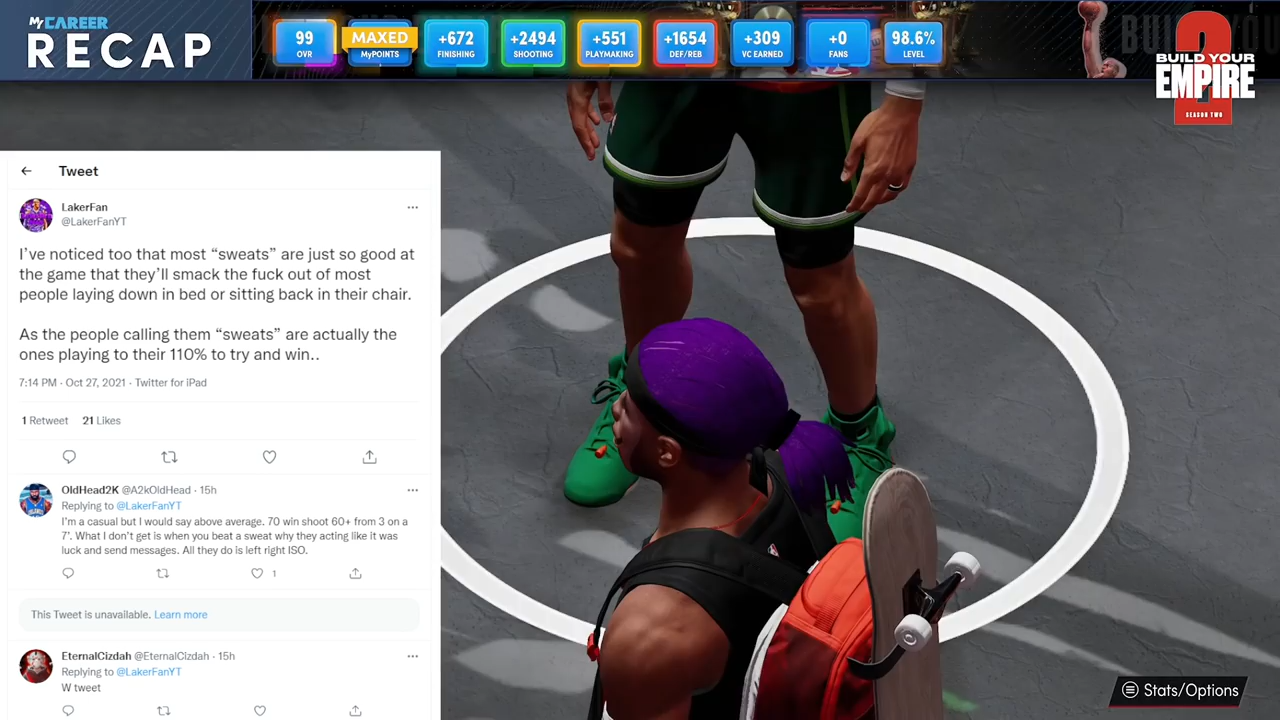 MyCAREER
RECAP
99
OVR
MAXED
MyPOINTS
+672
FINISHING
+2494
SHOOTING
+551
PLAYMAKING
+1654
DEF/REB
+309
VC EARNED
+0
FANS
98.6%
LEVEL
2
BUILD YOUR
EMPIRE
SEASON TWO
Tweet
LakerFan
@LakerFanYT
I've noticed too that most “sweats” are just so good at
the game that they'll smack the fuck out of most
people laying down in bed or sitting back in their chair.
As the people calling them “sweats” are actually the
ones playing to their 110% to try and win..
7:14 PM · Oct 27, 2021 · Twitter for iPad
1 Retweet 21 Likes
OldHead2K @A2kOldHead · 15h
Replying to @LakerFanYT
I'm a casual but I would say above average. 70 win shoot 60+ from 3 on a
7'. What I don't get is when you beat a sweat why they acting like it was
luck and send messages. All they do is left right ISO.
1
This Tweet is unavailable. Learn more
EternalCizdah @EternalCizdah · 15h
Replying to @LakerFanYT
W tweet
Stats/Options